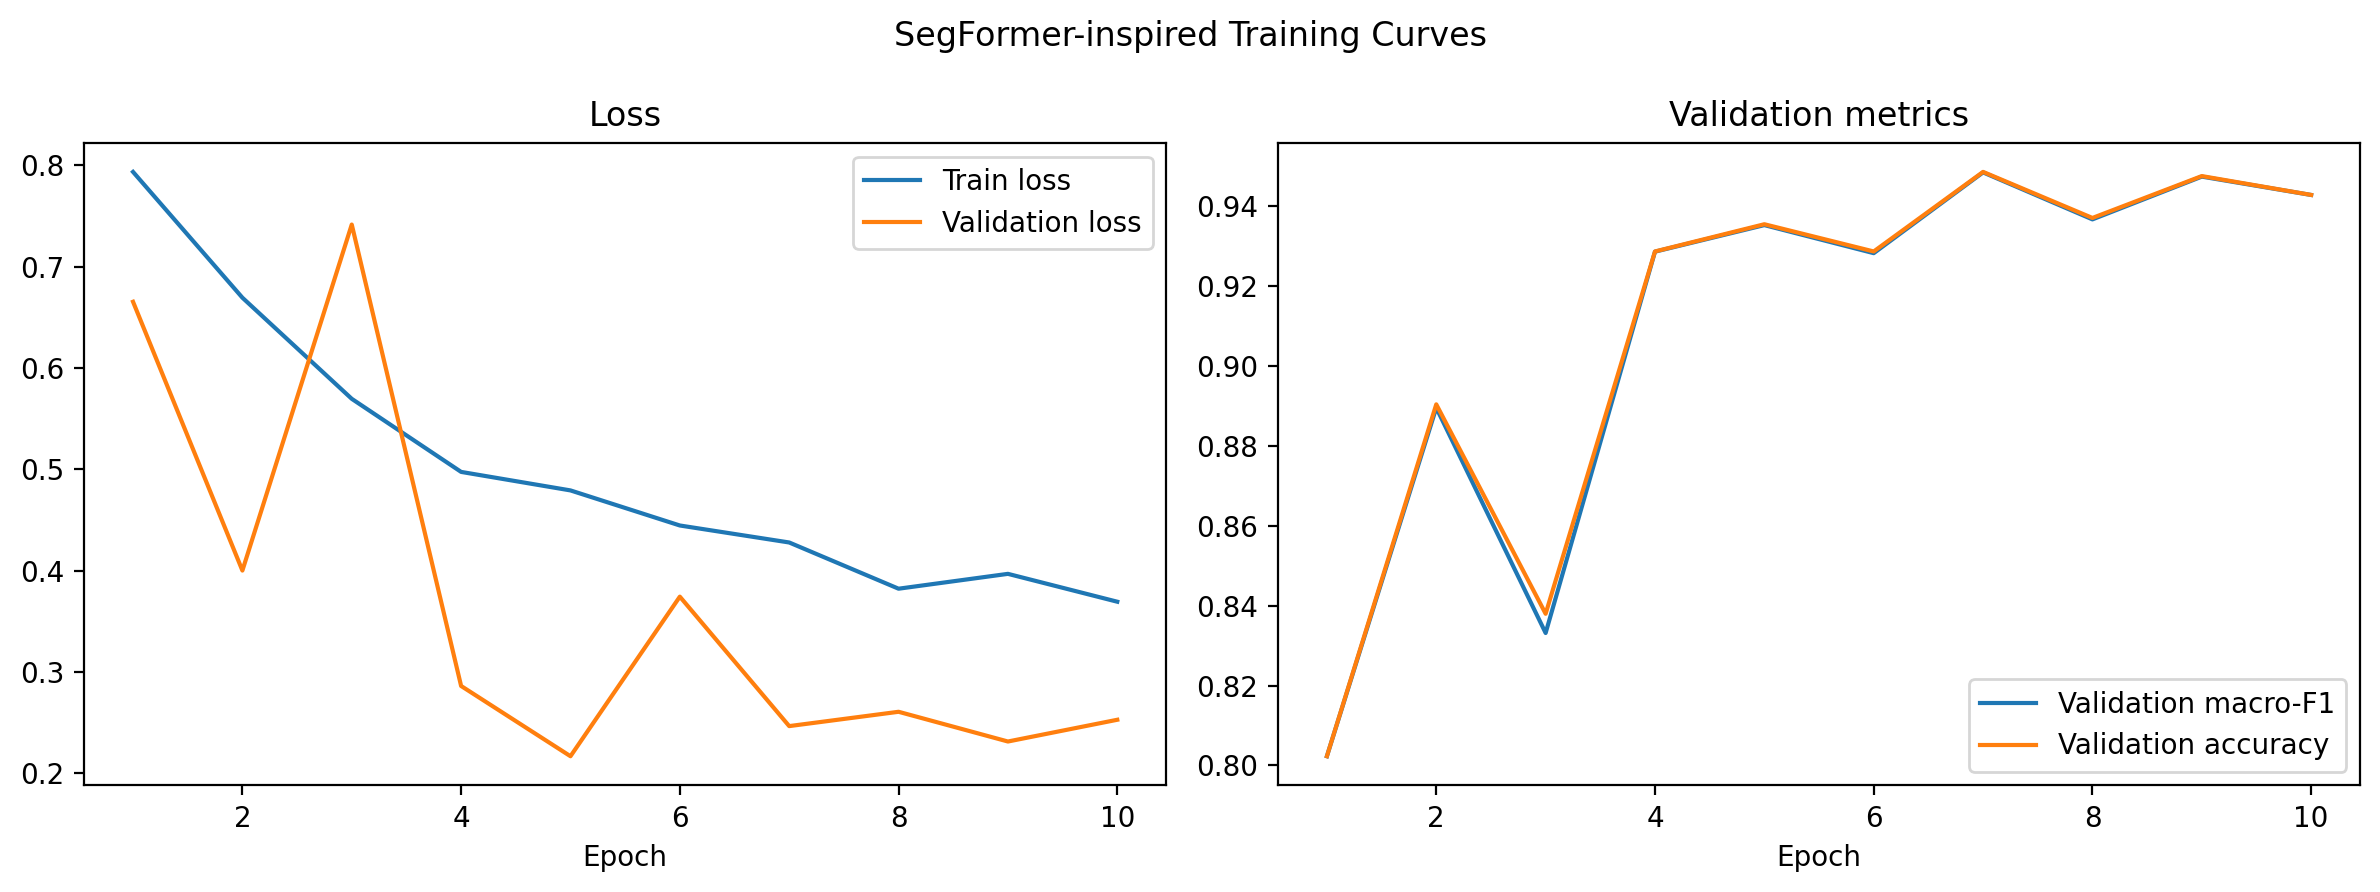 SegFormer-inspired Training Curves
Loss
0.8
0.7
0.6
0.5
0.4
0.3
0.2
2 4 6 8 10
Epoch
Train loss
Validation loss
Validation metrics
0.94
0.92
0.90
0.88
0.86
0.84
0.82
0.80
2 4 6 8 10
Epoch
Validation macro-F1
Validation accuracy